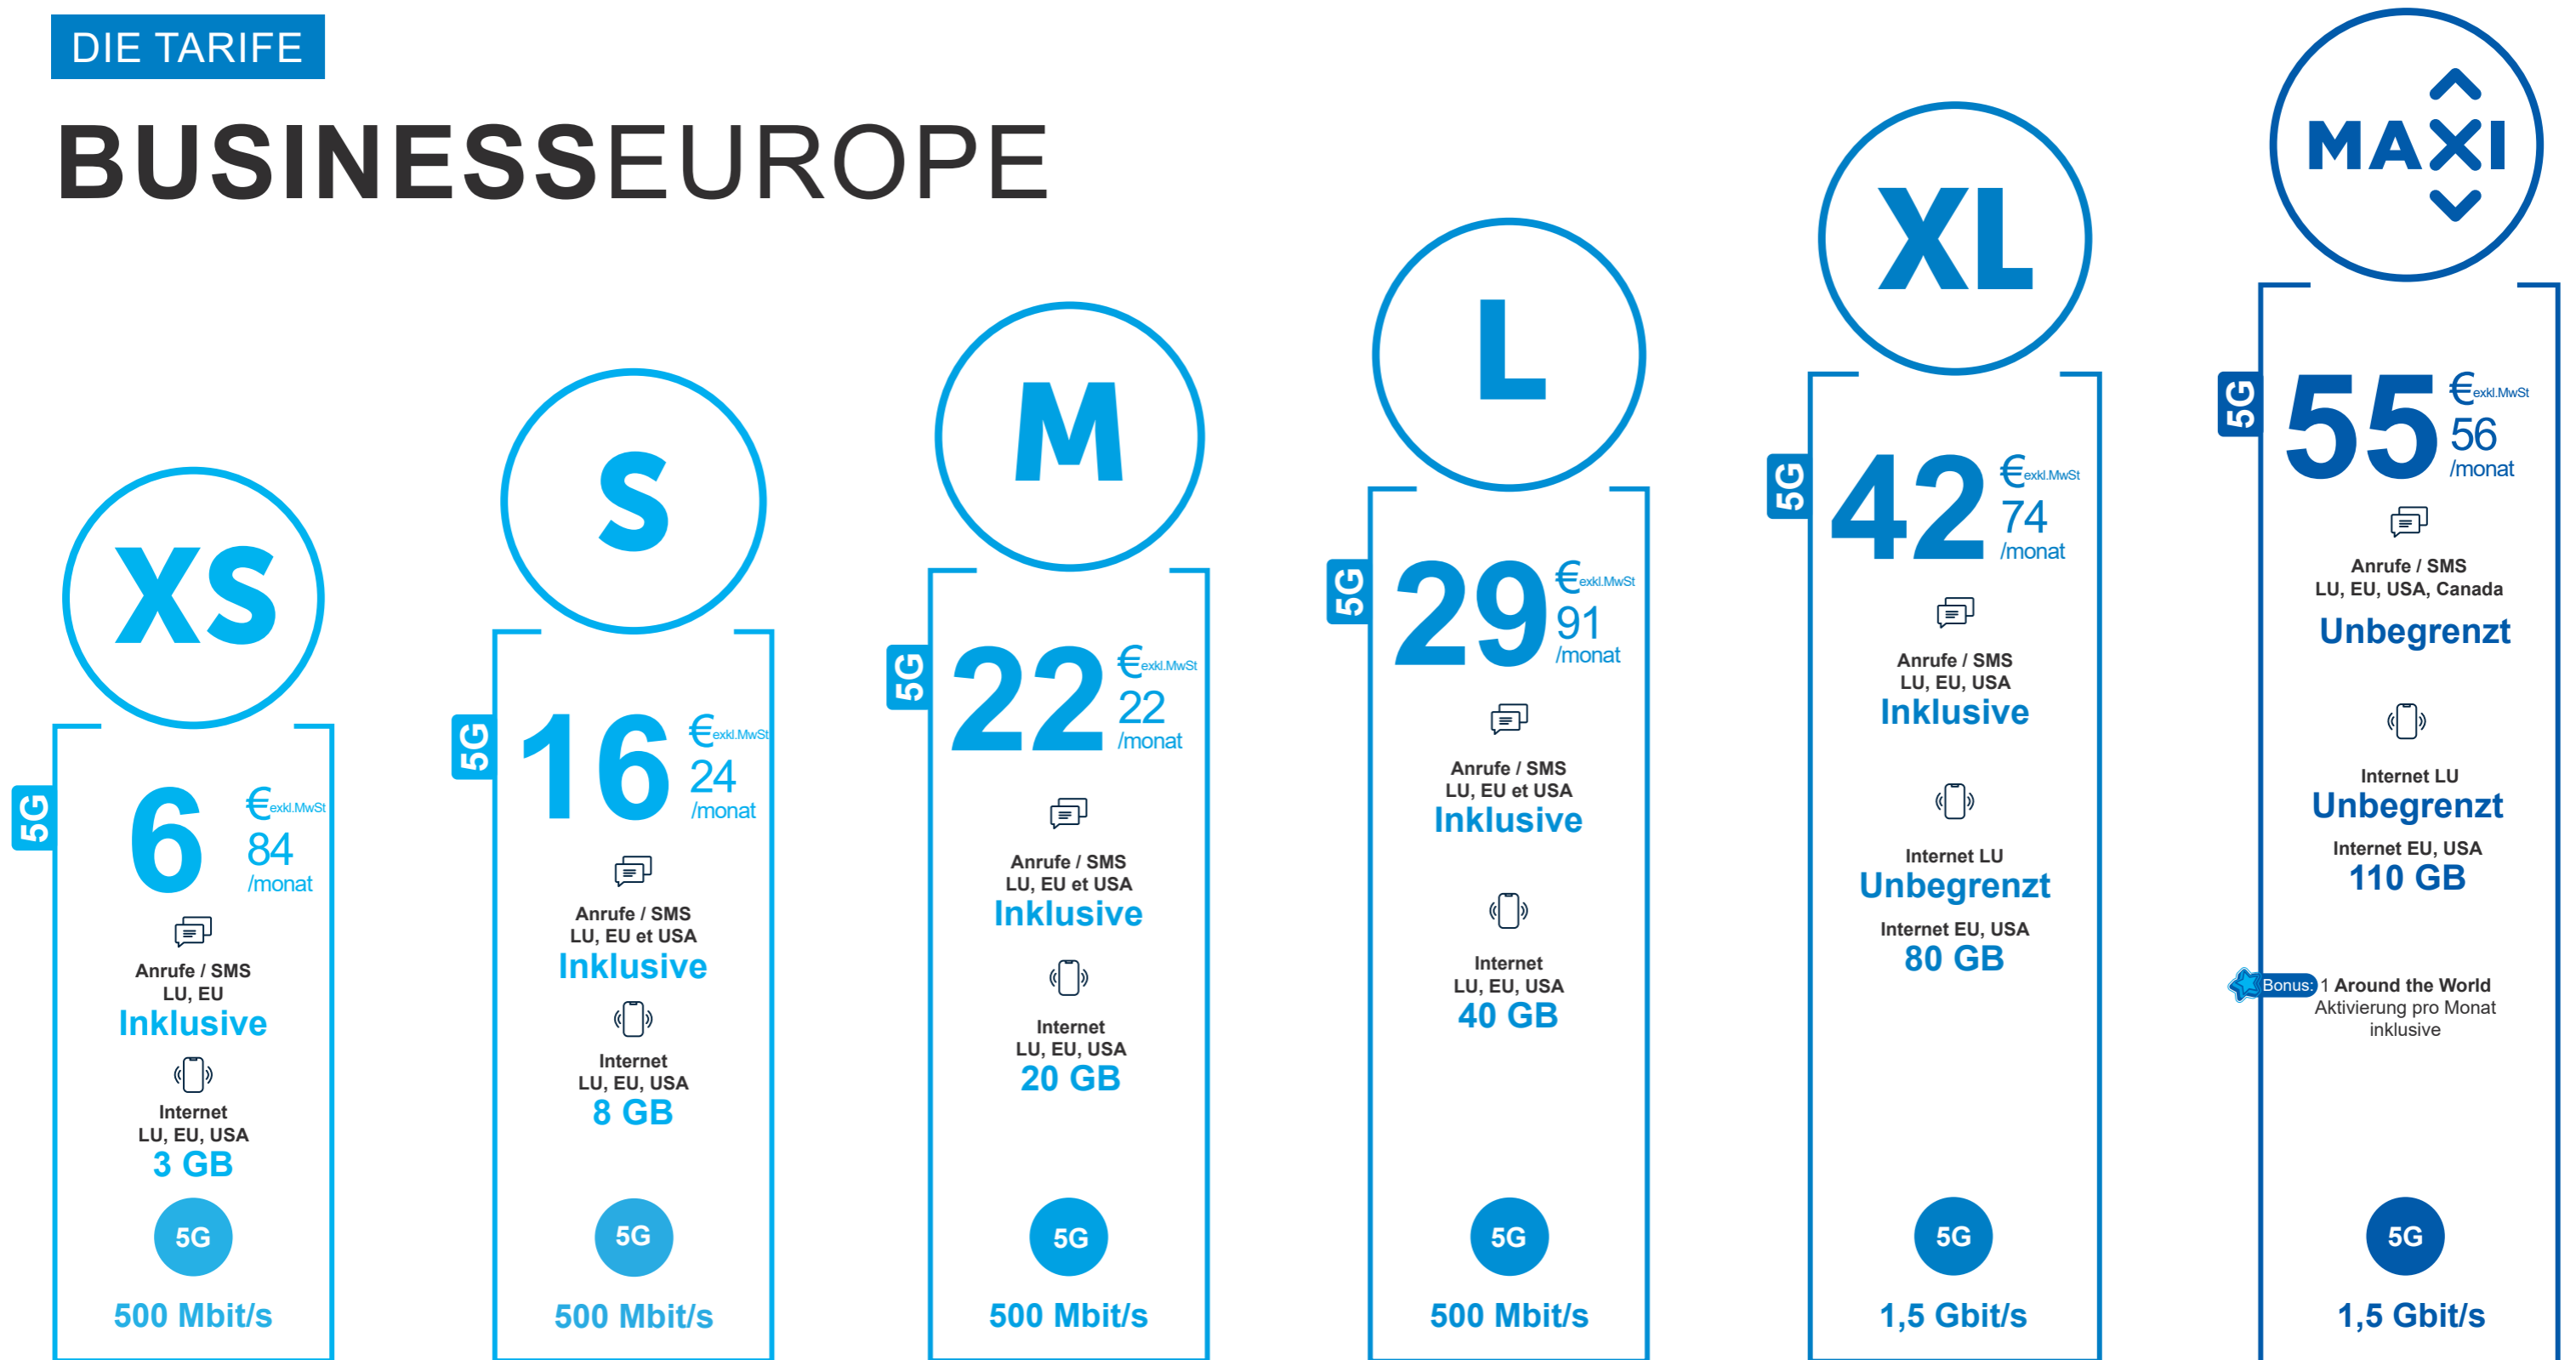 DIE TARIFE
BUSINESSEUROPE
XS
5G
6
€exkl.MwSt
84
/monat
Anrufe / SMS
LU, EU
Inklusive
Internet
LU, EU, USA
3 GB
5G
500 Mbit/s
S
5G
16
€exkl.MwSt
24
/monat
Anrufe / SMS
LU, EU et USA
Inklusive
Internet
LU, EU, USA
8 GB
5G
500 Mbit/s
M
5G
22
€exkl.MwSt
22
/monat
Anrufe / SMS
LU, EU et USA
Inklusive
Internet
LU, EU, USA
20 GB
5G
500 Mbit/s
L
5G
29
€exkl.MwSt
91
/monat
Anrufe / SMS
LU, EU et USA
Inklusive
Internet
LU, EU, USA
40 GB
5G
500 Mbit/s
XL
5G
42
€exkl.MwSt
74
/monat
Anrufe / SMS
LU, EU, USA
Inklusive
Internet LU
Unbegrenzt
Internet EU, USA
80 GB
5G
1,5 Gbit/s
MAXI
5G
55
€exkl.MwSt
56
/monat
Anrufe / SMS
LU, EU, USA, Canada
Unbegrenzt
Internet LU
Unbegrenzt
Internet EU, USA
110 GB
Bonus: 1 Around the World
Aktivierung pro Monat
inklusive
5G
1,5 Gbit/s